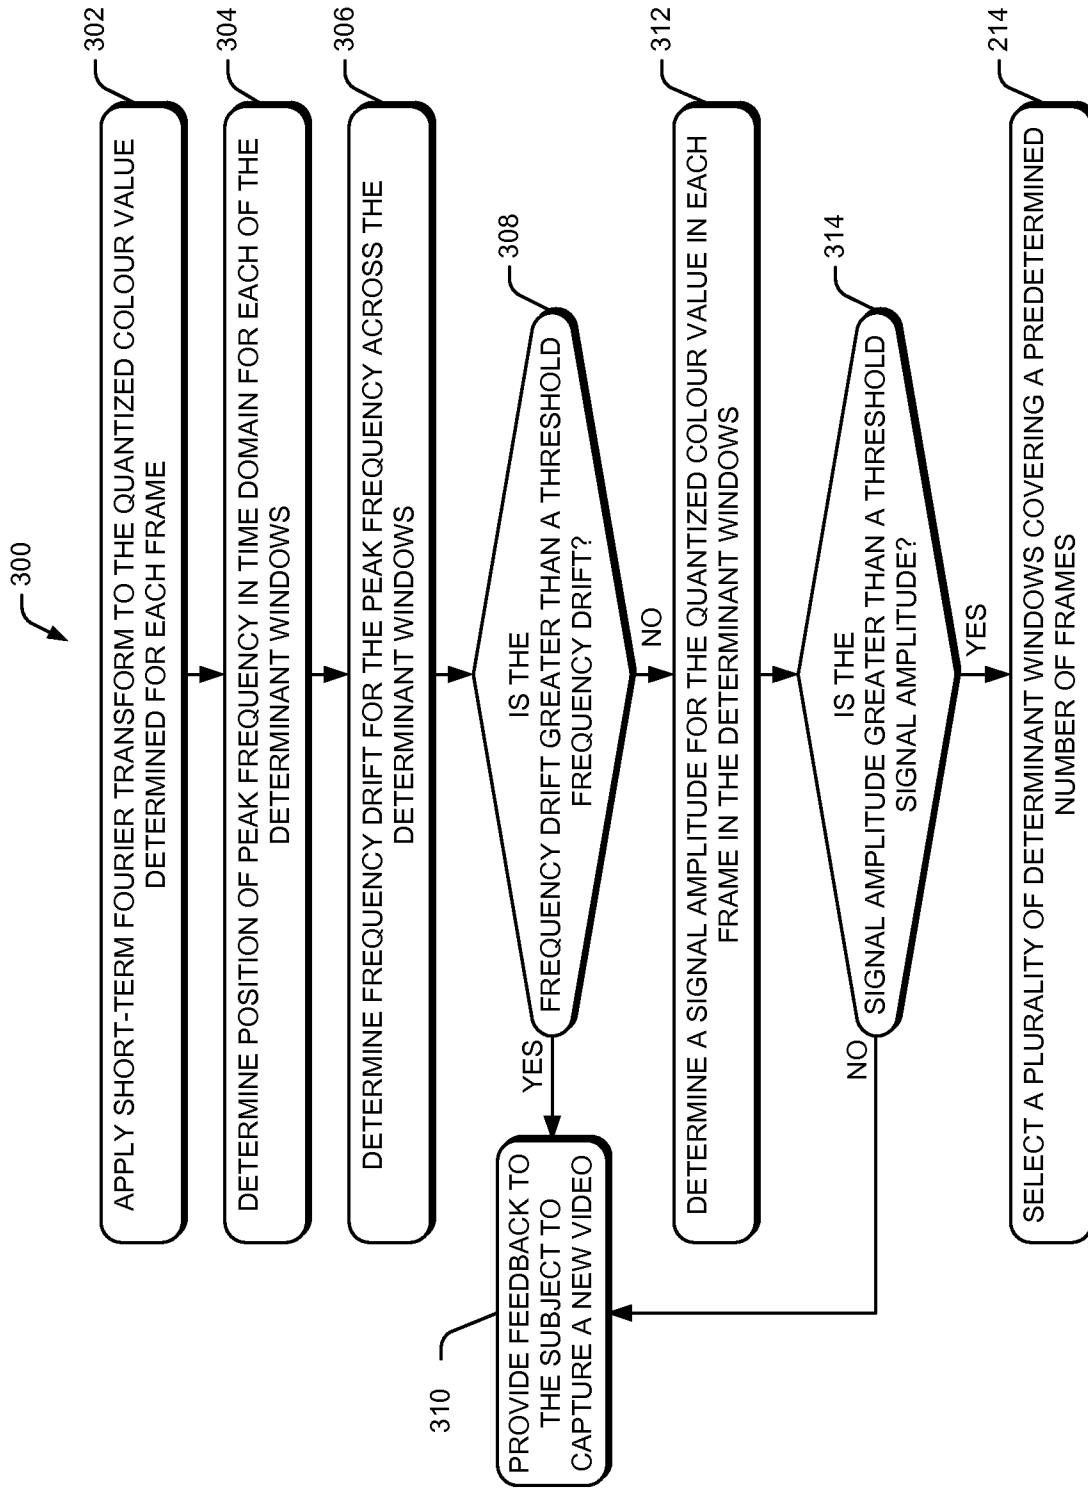 300
302
APPLY SHORT-TERM FOURIER TRANSFORM TO THE QUANTIZED COLOUR VALUE
DETERMINED FOR EACH FRAME
304
DETERMINE POSITION OF PEAK FREQUENCY IN TIME DOMAIN FOR EACH OF THE
DETERMINANT WINDOWS
306
DETERMINE FREQUENCY DRIFT FOR THE PEAK FREQUENCY ACROSS THE
DETERMINANT WINDOWS
308
IS THE
FREQUENCY DRIFT GREATER THAN A THRESHOLD
FREQUENCY DRIFT?
YES
NO
310
PROVIDE FEEDBACK TO
THE SUBJECT TO
CAPTURE A NEW VIDEO
312
DETERMINE A SIGNAL AMPLITUDE FOR THE QUANTIZED COLOUR VALUE IN EACH
FRAME IN THE DETERMINANT WINDOWS
314
IS THE
SIGNAL AMPLITUDE GREATER THAN A THRESHOLD
SIGNAL AMPLITUDE?
NO
YES
214
SELECT A PLURALITY OF DETERMINANT WINDOWS COVERING A PREDETERMINED
NUMBER OF FRAMES